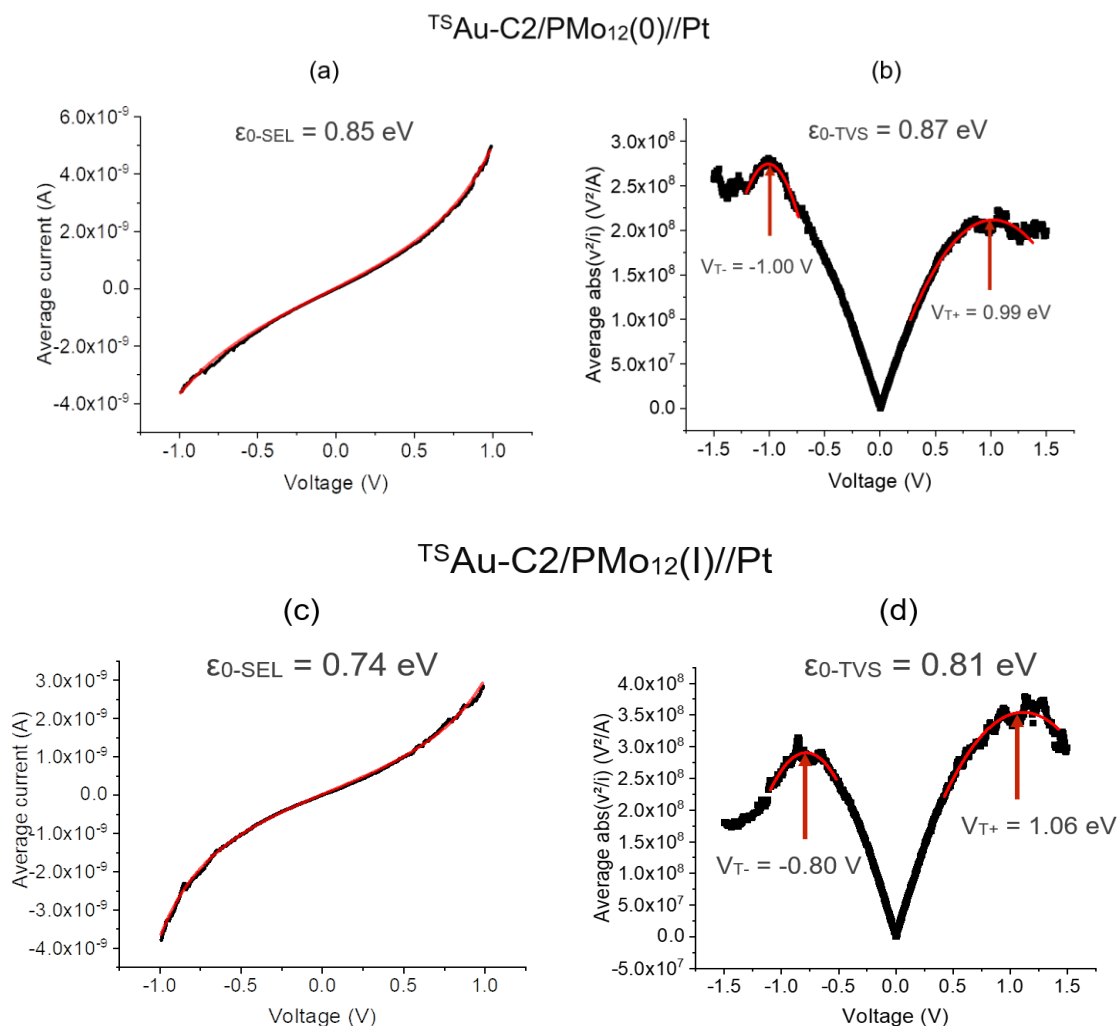 TSAu-C2/PMo12(0)//Pt
(a)
(b)
ε0-SEL = 0.85 eV
6.0x10-9
4.0x10-9
2.0x10-9
0.0
-2.0x10-9
-4.0x10-9
Average current (A)
-1.0 -0.5 0.0 0.5 1.0
Voltage (V)
ε0-TVS = 0.87 eV
3.0x10⁸
2.5x10⁸
2.0x10⁸
1.5x10⁸
1.0x10⁸
5.0x10⁷
0.0
Average abs(v²/i) (V²/A)
VT- = -1.00 V
VT+ = 0.99 eV
-1.5 -1.0 -0.5 0.0 0.5 1.0 1.5
Voltage (V)
TSAu-C2/PMo12(I)//Pt
(c)
(d)
ε0-SEL = 0.74 eV
3.0x10-9
2.0x10-9
1.0x10-9
0.0
-1.0x10-9
-2.0x10-9
-3.0x10-9
-4.0x10-9
Average current (A)
-1.0 -0.5 0.0 0.5 1.0
Voltage (V)
ε0-TVS = 0.81 eV
4.0x10⁸
3.5x10⁸
3.0x10⁸
2.5x10⁸
2.0x10⁸
1.5x10⁸
1.0x10⁸
5.0x10⁷
0.0
-5.0x10⁷
Average abs(v²/i) (V²/A)
VT- = -0.80 V
VT+ = 1.06 eV
-1.5 -1.0 -0.5 0.0 0.5 1.0 1.5
Voltage (V)